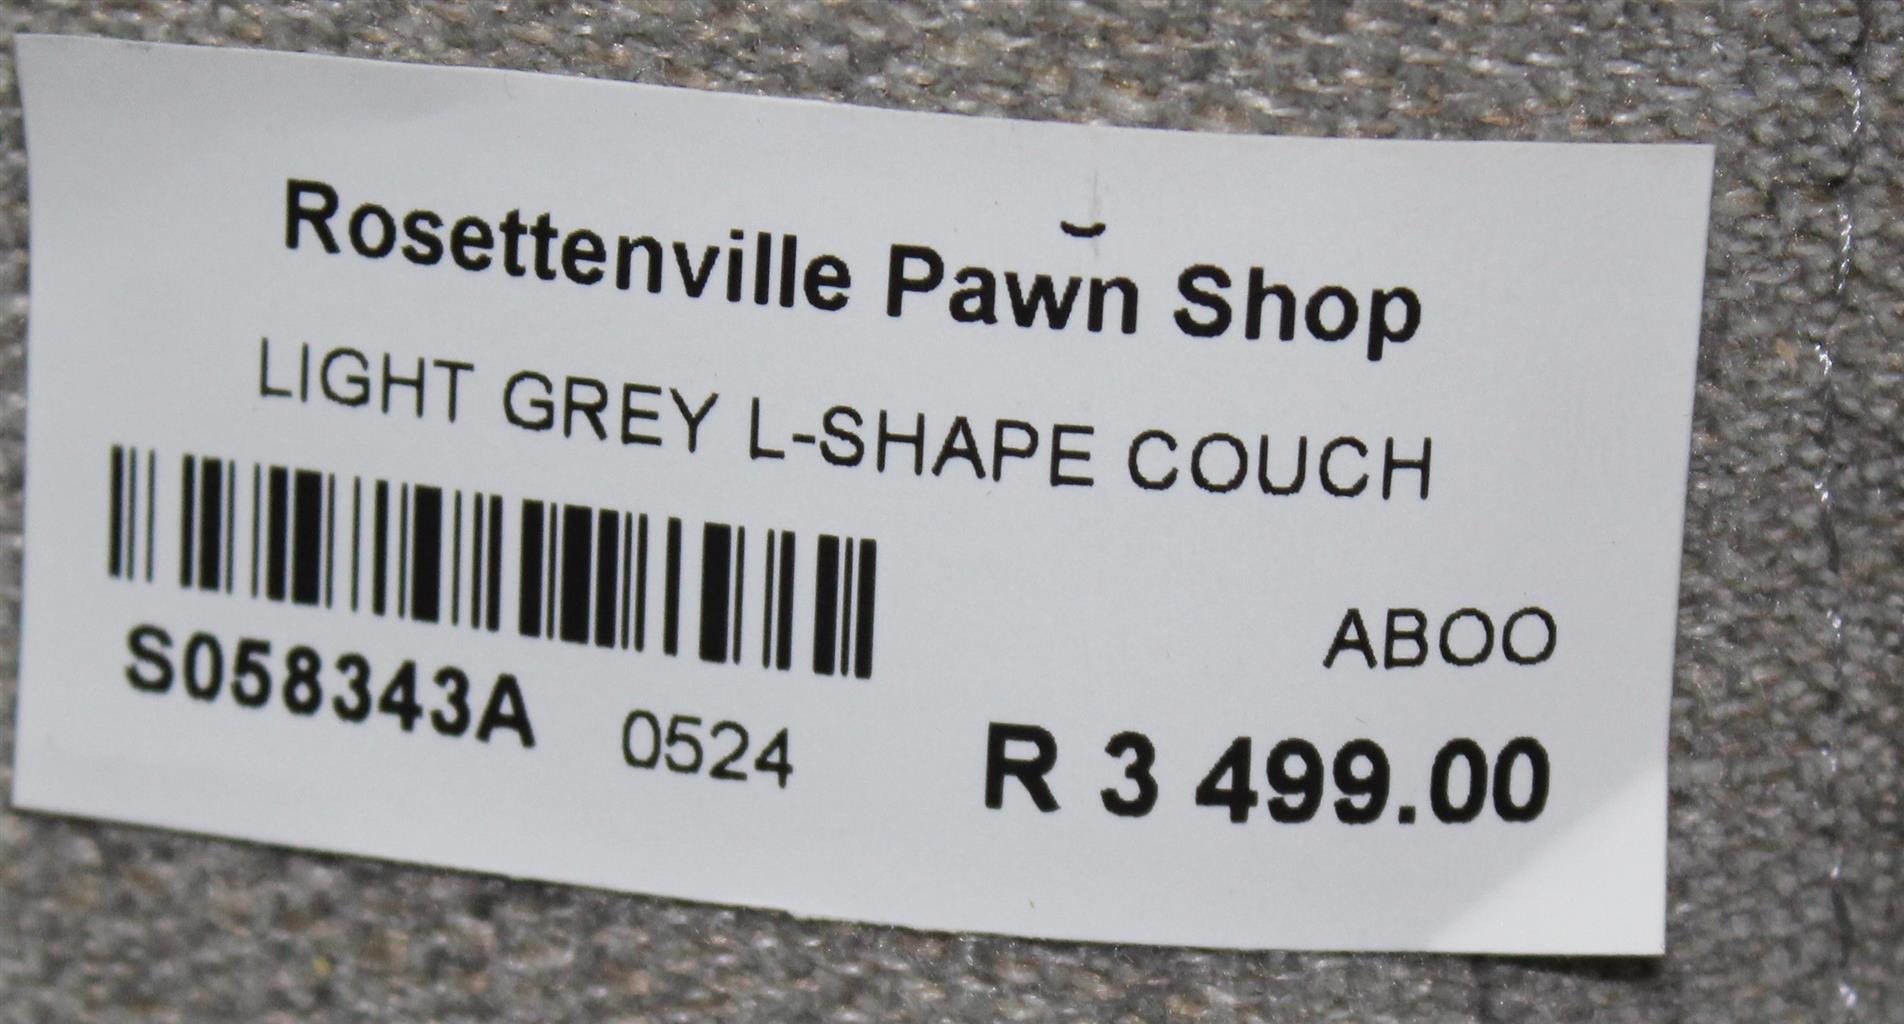 Rosettenville Pawn Shop
LIGHT GREY L-SHAPE COUCH
ABOO
S058343A 0524
R 3 499.00